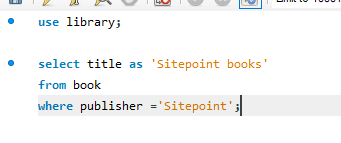 use library;
select title as 'Sitepoint books'
from book
where publisher ='Sitepoint';